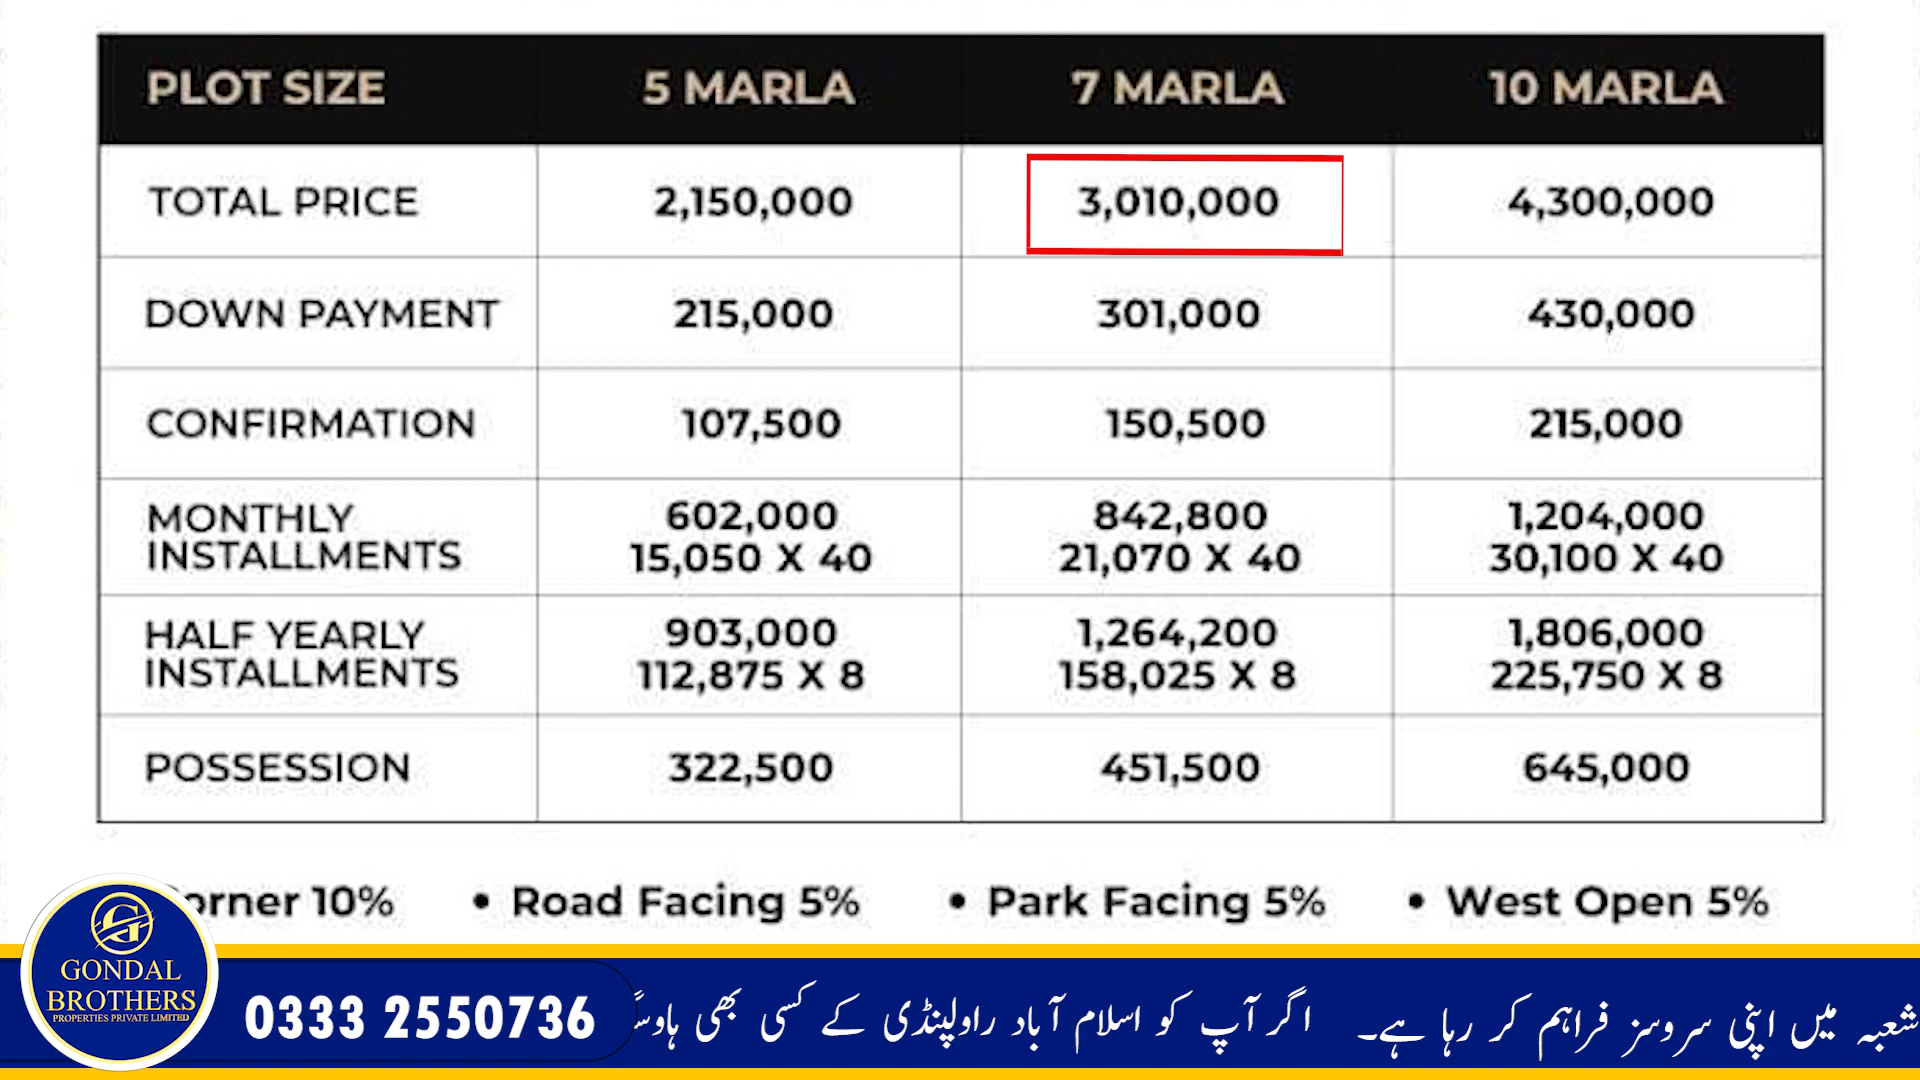 PLOT SIZE 5 MARLA 7 MARLA 10 MARLA
TOTAL PRICE 2,150,000 3,010,000 4,300,000
DOWN PAYMENT 215,000 301,000 430,000
CONFIRMATION 107,500 150,500 215,000
MONTHLY INSTALLMENTS 602,000 842,800 1,204,000
15,050 X 40 21,070 X 40 30,100 X 40
HALF YEARLY INSTALLMENTS 903,000 1,264,200 1,806,000
112,875 X 8 158,025 X 8 225,750 X 8
POSSESSION 322,500 451,500 645,000
orner 10% • Road Facing 5% • Park Facing 5% • West Open 5%
G
GONDAL
BROTHERS
PROPERTIES PRIVATE LIMITED
0333 2550736
شعبہ میں اپنی سروسز فراہم کر رہا ہے۔ اگر آپ کو اسلام آباد راولپنڈی کے کسی بھی